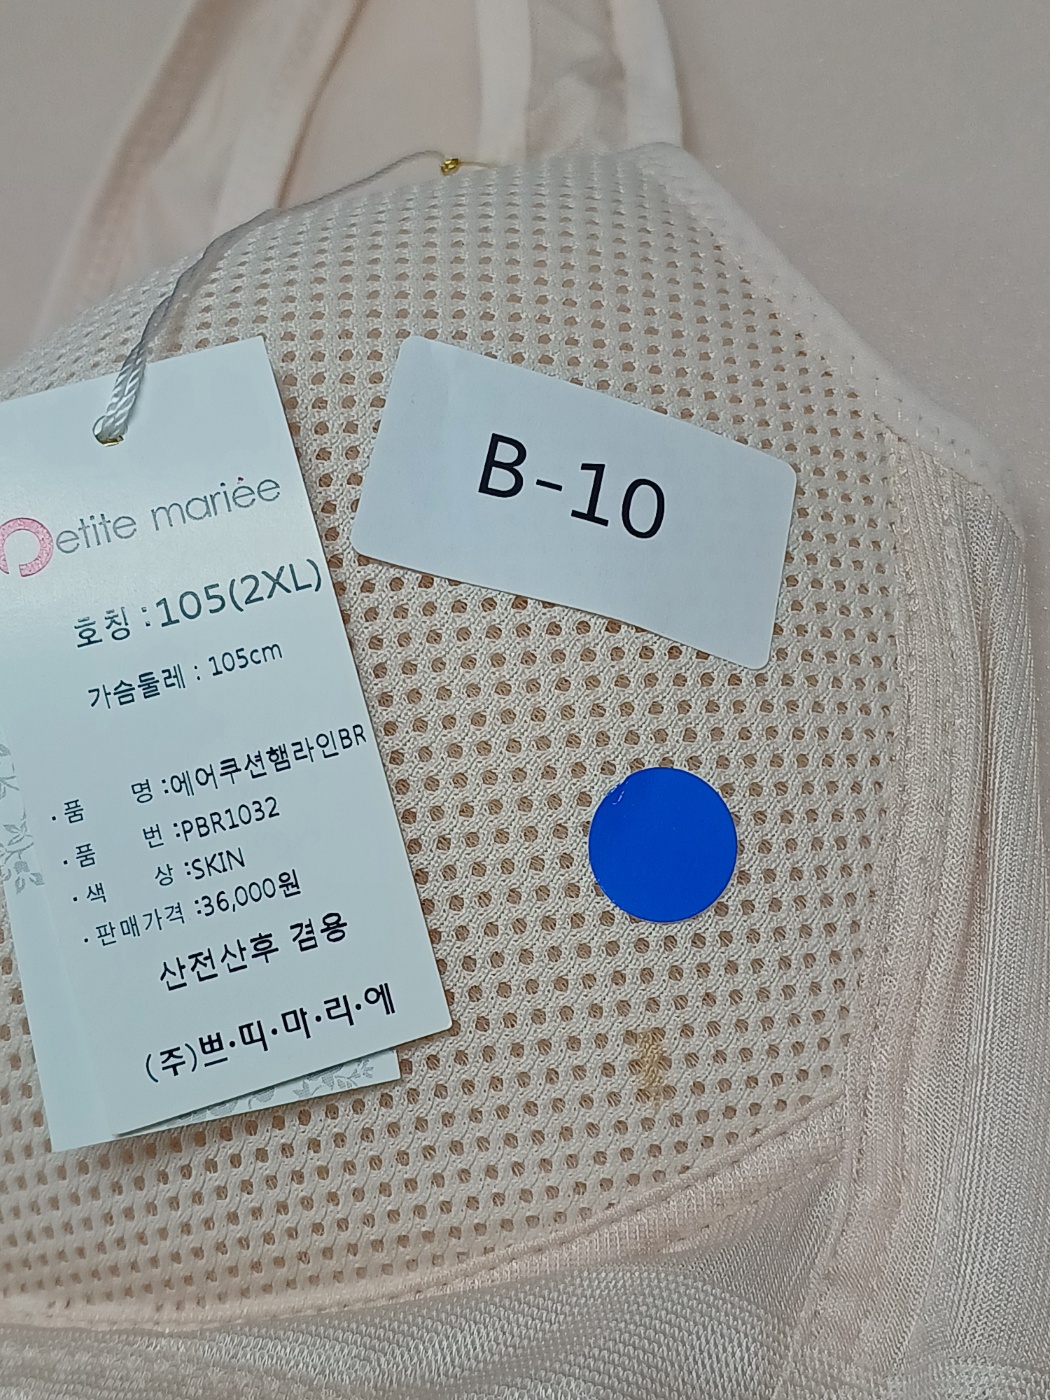 Petite mariée
호칭 : 105(2XL)
가슴둘레 : 105cm
·품 명 :에어쿠션햄라인BR
·품 번 :PBR1032
·색 상 :SKIN
·판매가격 :36,000원
산전산후 겸용
(주)쁘·띠·마·리·에
B-10